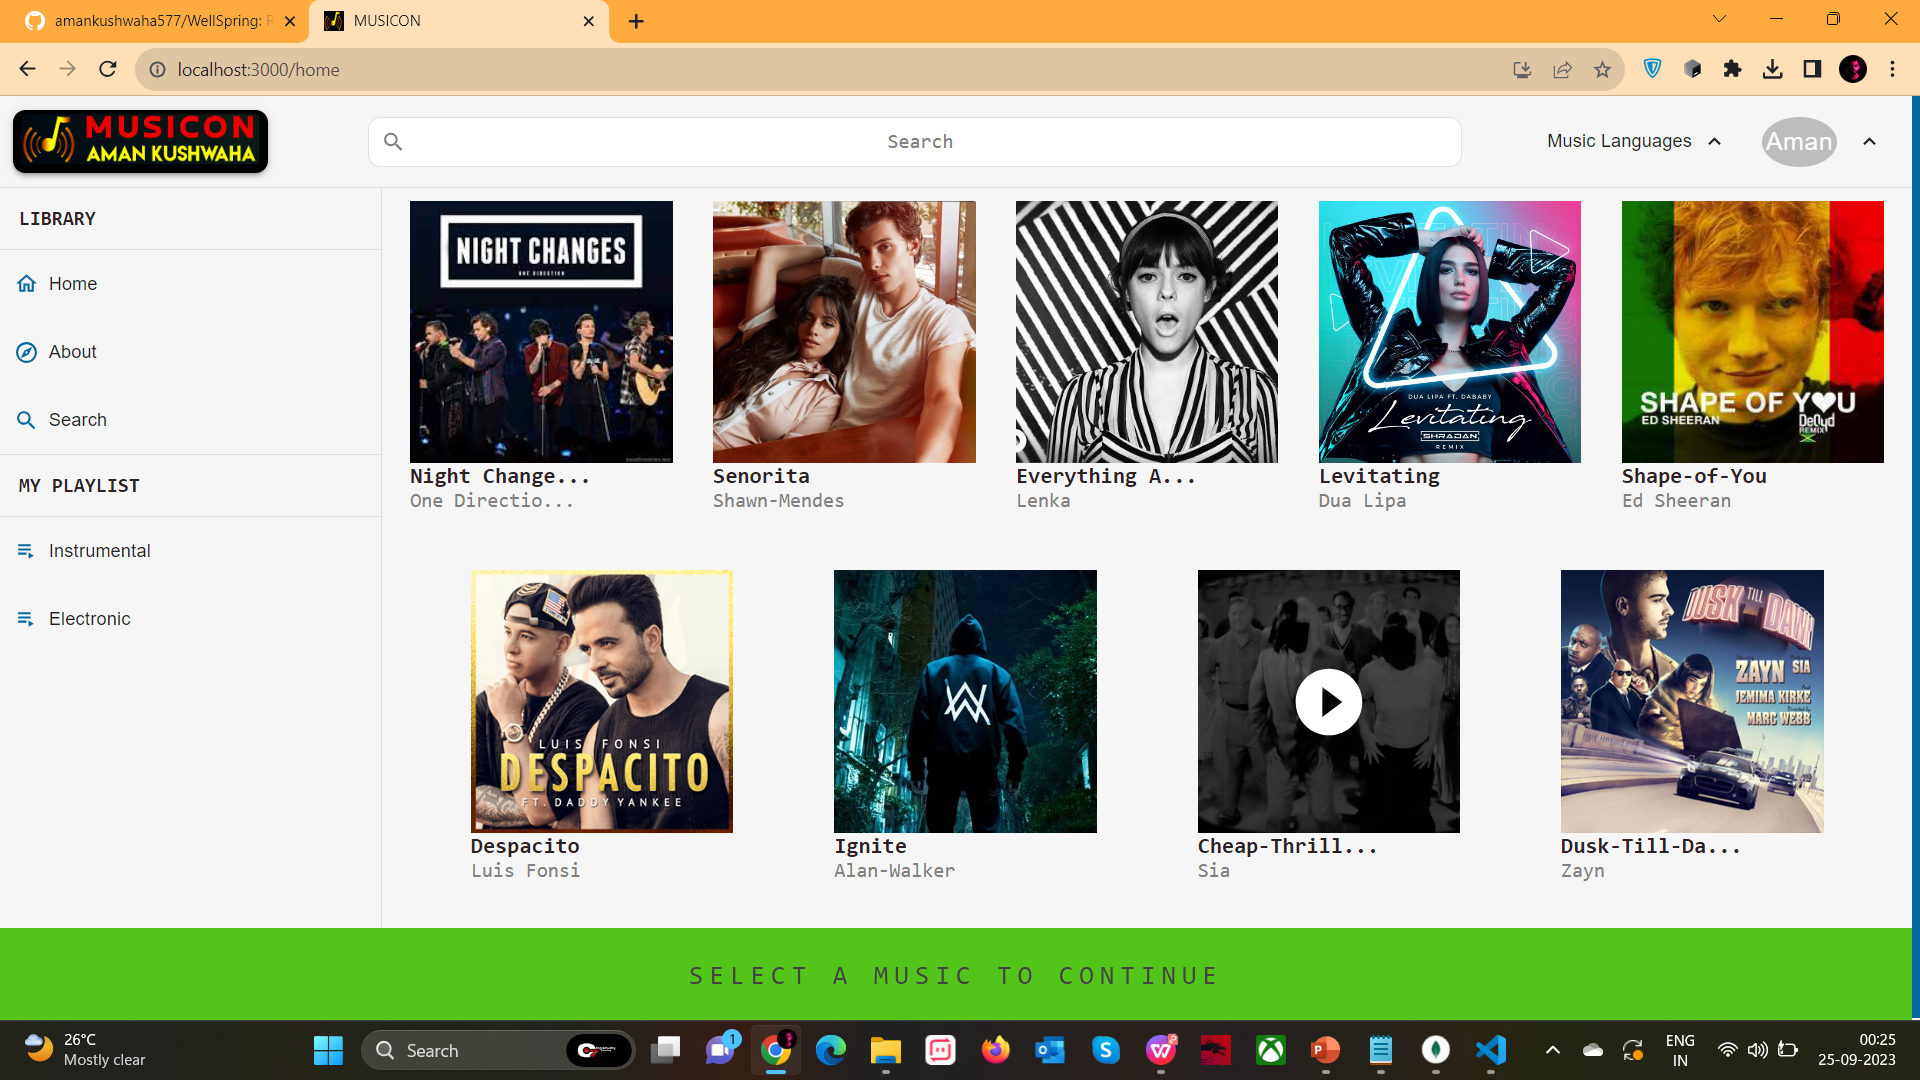 amankushwaha577/WellSpring: R
MUSICON
localhost:3000/home
MUSICON
AMAN KUSHWAHA
Search
Music Languages
Aman
LIBRARY
Home
About
Search
MY PLAYLIST
Instrumental
Electronic
NIGHT CHANGES
ONE DIRECTION
Night Change...
One Directio...
Senorita
Shawn-Mendes
Everything A...
Lenka
DUA LIPA FT. DABABY
Levitating
SHRADAN
REMIX
Levitating
Dua Lipa
SHAPE OF YOU
ED SHEERAN
REMIX
Shape-of-You
Ed Sheeran
LUIS FONSI
DESPACITO
FT. DADDY YANKEE
Despacito
Luis Fonsi
Ignite
Alan-Walker
Cheap-Thrill...
Sia
DUSK TILL DAWN
ZAYN SIA
JEMIMA KIRKE
MARC WEBB
Dusk-Till-Da...
Zayn
SELECT A MUSIC TO CONTINUE
26°C
Mostly clear
Search
1
ENG
IN
00:25
25-09-2023